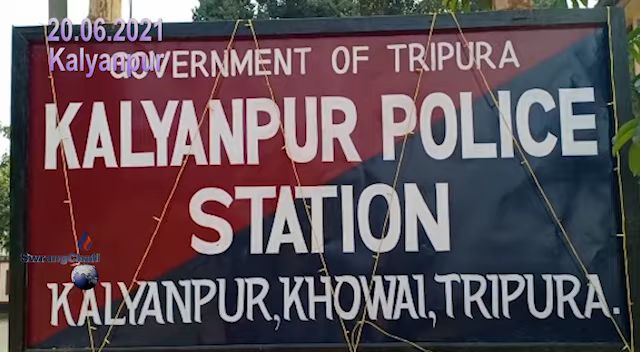 20.06.2021
Kalyanpur
GOVERNMENT OF TRIPURA
KALYANPUR POLICE
STATION
KALYANPUR, KHOWAI, TRIPURA.